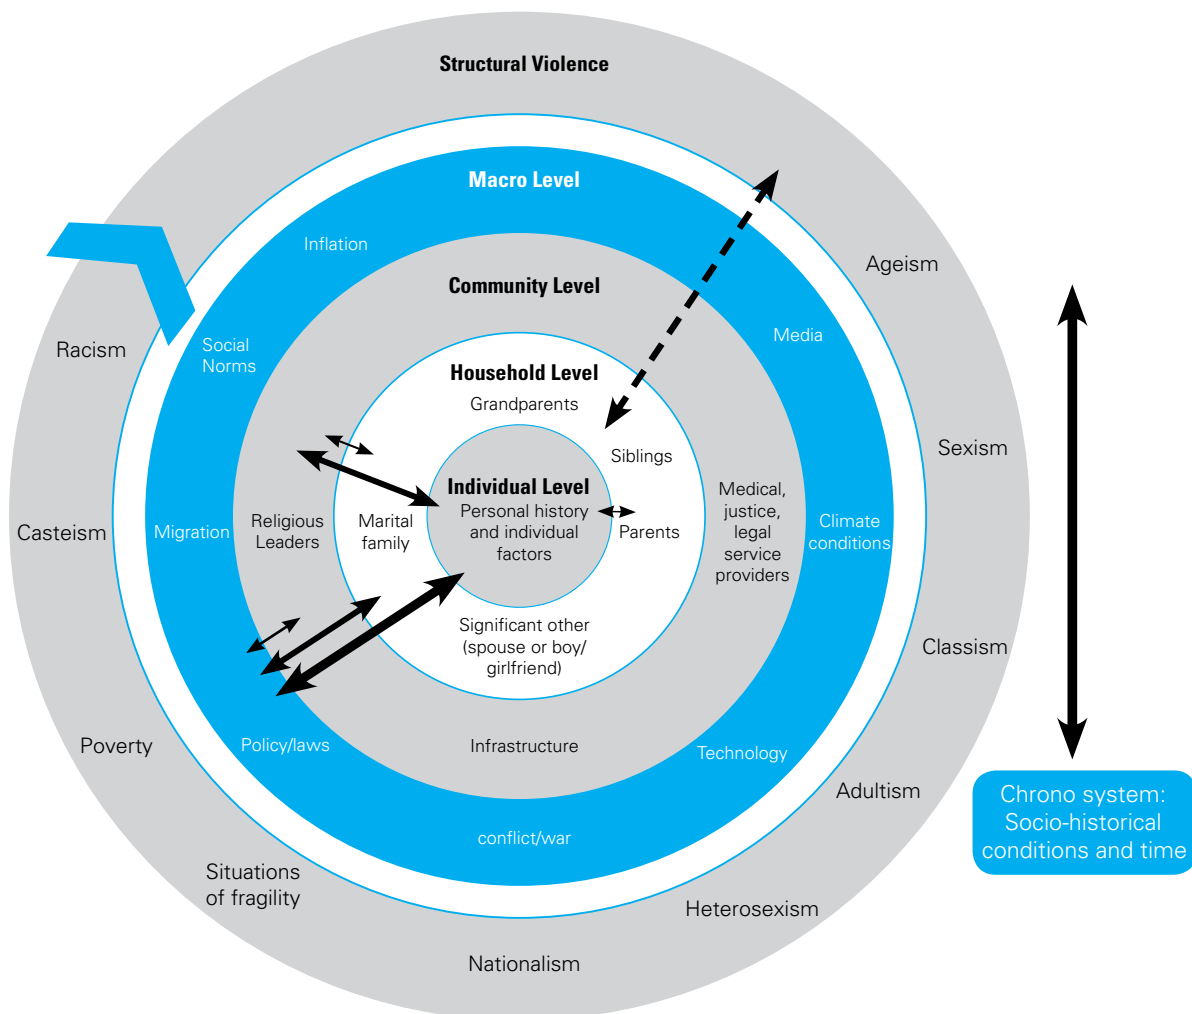 Structural Violence
Macro Level
Inflation
Ageism
Community Level
Racism
Social
Norms
Media
Household Level
Grandparents
Sexism
Siblings
Individual Level
Personal history
and individual
factors
Medical,
justice,
legal
service
providers
Casteism
Migration
Religious
Leaders
Marital
family
Parents
Climate
conditions
Significant other
(spouse or boy/
girlfriend)
Classism
Poverty
Policy/laws
Infrastructure
Technology
Adultism
Chrono system:
Socio-historical
conditions and time
conflict/war
Situations
of fragility
Heterosexism
Nationalism